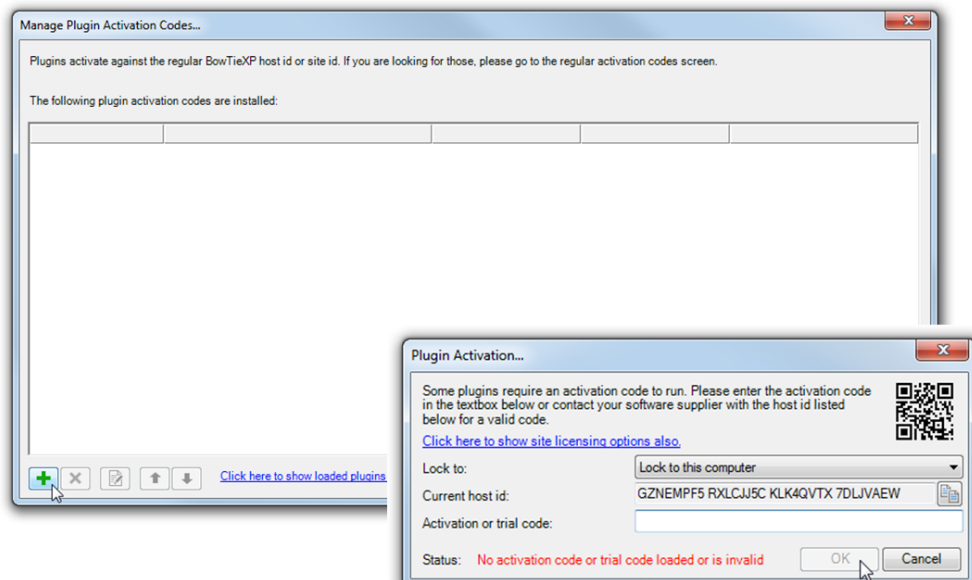 Manage Plugin Activation Codes...
Plugins activate against the regular BowTieXP host id or site id. If you are looking for those, please go to the regular activation codes screen.
The following plugin activation codes are installed:
Click here to show loaded plugins
Plugin Activation...
Some plugins require an activation code to run. Please enter the activation code
in the textbox below or contact your software supplier with the host id listed
below for a valid code.
Click here to show site licensing options also.
Lock to:
Lock to this computer
Current host id:
GZNEMPF5 RXLCJJ5C KLK4QVTX 7DLJVAEW
Activation or trial code:
Status: No activation code or trial code loaded or is invalid
OK
Cancel